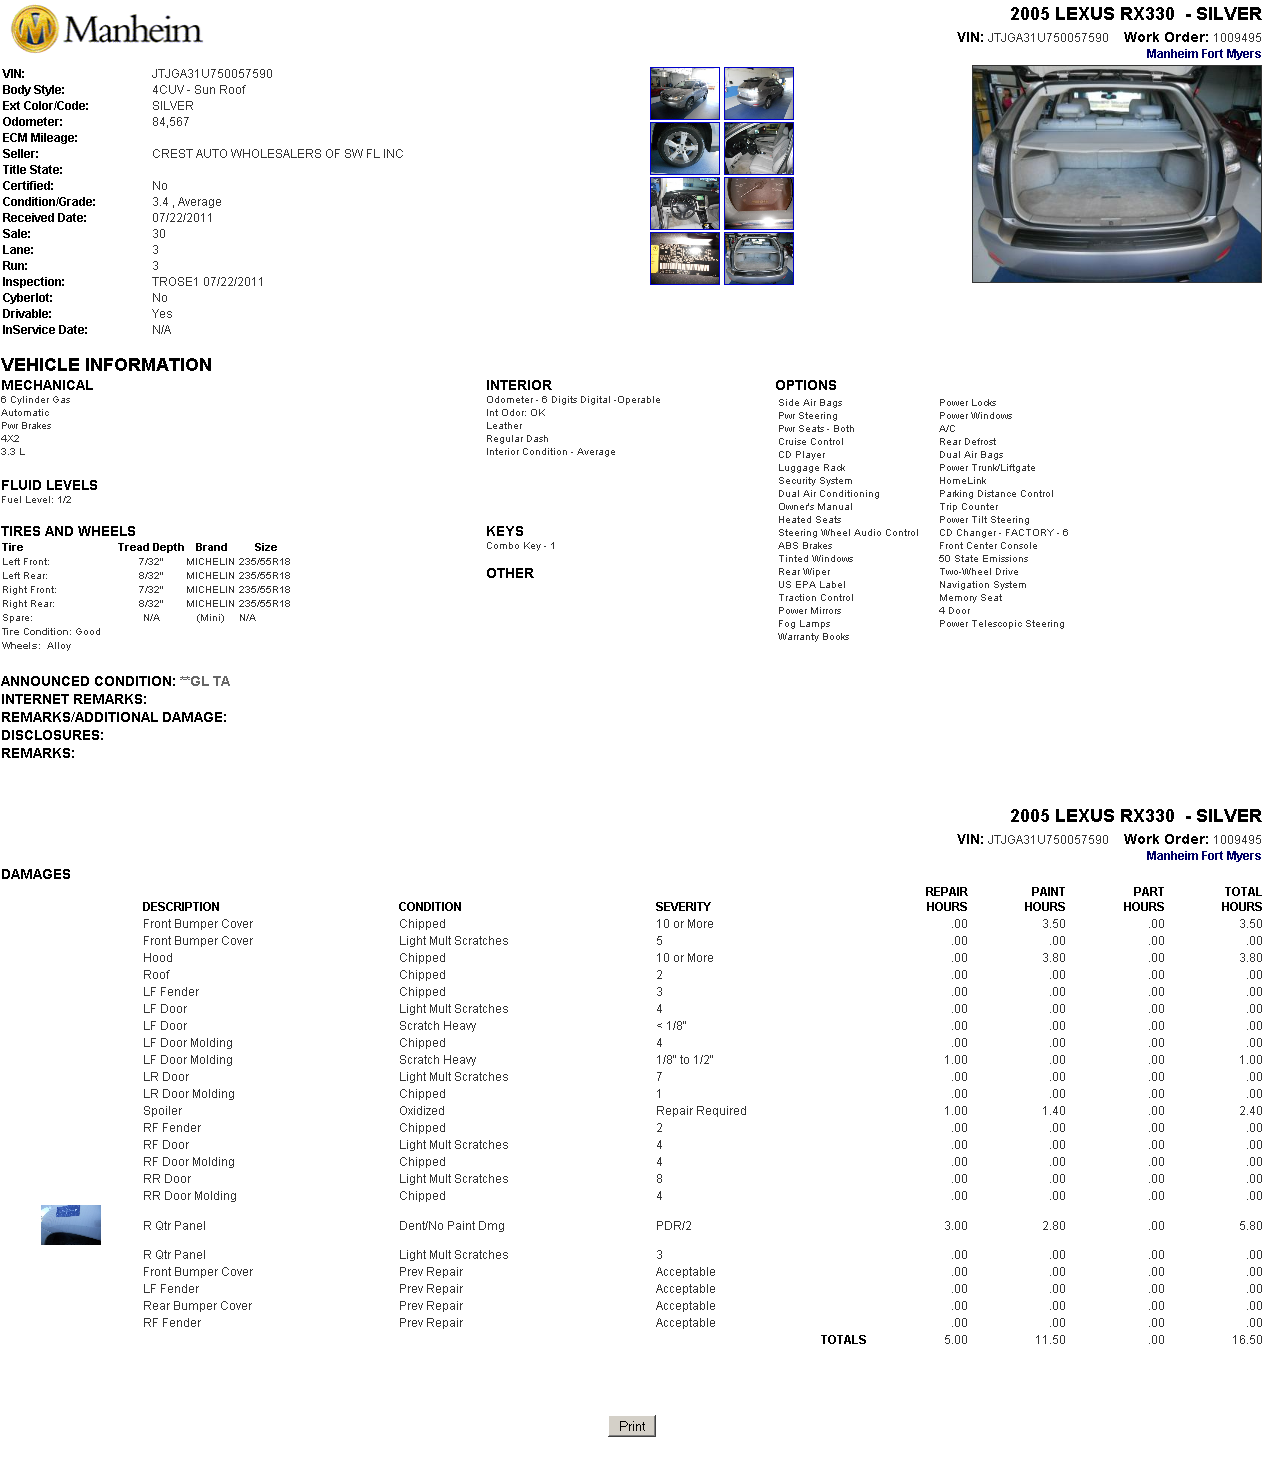 Manheim
2005 LEXUS RX330 - SILVER
VIN: JTJGA31U750057590 Work Order: 1009495
Manheim Fort Myers
VIN: JTJGA31U750057590
Body Style: 4CUV - Sun Roof
Ext Color/Code: SILVER
Odometer: 84,567
ECM Mileage:
Seller: CREST AUTO WHOLESALERS OF SW FL INC
Title State:
Certified: No
Condition/Grade: 3.4 , Average
Received Date: 07/22/2011
Sale: 30
Lane: 3
Run: 3
Inspection: TROSE1 07/22/2011
Cyberlot: No
Drivable: Yes
InService Date: N/A
VEHICLE INFORMATION
MECHANICAL
6 Cylinder Gas
Automatic
Pwr Brakes
4X2
3.3 L
FLUID LEVELS
Fuel Level: 1/2
TIRES AND WHEELS
Tire Tread Depth Brand Size
Left Front: 7/32" MICHELIN 235/55R18
Left Rear: 8/32" MICHELIN 235/55R18
Right Front: 7/32" MICHELIN 235/55R18
Right Rear: 8/32" MICHELIN 235/55R18
Spare: N/A (Mini) N/A
Tire Condition: Good
Wheels: Alloy
INTERIOR
Odometer - 6 Digits Digital -Operable
Int Odor: OK
Leather
Regular Dash
Interior Condition - Average
KEYS
Combo Key - 1
OTHER
OPTIONS
Side Air Bags Power Locks
Pwr Steering Power Windows
Pwr Seats - Both A/C
Cruise Control Rear Defrost
CD Player Dual Air Bags
Luggage Rack Power Trunk/Liftgate
Security System HomeLink
Dual Air Conditioning Parking Distance Control
Owner's Manual Trip Counter
Heated Seats Power Tilt Steering
Steering Wheel Audio Control CD Changer - FACTORY - 6
ABS Brakes Front Center Console
Tinted Windows 50 State Emissions
Rear Wiper Two-Wheel Drive
US EPA Label Navigation System
Traction Control Memory Seat
Power Mirrors 4 Door
Fog Lamps Power Telescopic Steering
Warranty Books
ANNOUNCED CONDITION: **GL TA
INTERNET REMARKS:
REMARKS/ADDITIONAL DAMAGE:
DISCLOSURES:
REMARKS:
2005 LEXUS RX330 - SILVER
VIN: JTJGA31U750057590 Work Order: 1009495
Manheim Fort Myers
DAMAGES
REPAIR PAINT PART TOTAL
DESCRIPTION CONDITION SEVERITY HOURS HOURS HOURS HOURS
Front Bumper Cover Chipped 10 or More .00 3.50 .00 3.50
Front Bumper Cover Light Mult Scratches 5 .00 .00 .00 .00
Hood Chipped 10 or More .00 3.80 .00 3.80
Roof Chipped 2 .00 .00 .00 .00
LF Fender Chipped 3 .00 .00 .00 .00
LF Door Light Mult Scratches 4 .00 .00 .00 .00
LF Door Scratch Heavy < 1/8" .00 .00 .00 .00
LF Door Molding Chipped 4 .00 .00 .00 .00
LF Door Molding Scratch Heavy 1/8" to 1/2" 1.00 .00 .00 1.00
LR Door Light Mult Scratches 7 .00 .00 .00 .00
LR Door Molding Chipped 1 .00 .00 .00 .00
Spoiler Oxidized Repair Required 1.00 1.40 .00 2.40
RF Fender Chipped 2 .00 .00 .00 .00
RF Door Light Mult Scratches 4 .00 .00 .00 .00
RF Door Molding Chipped 4 .00 .00 .00 .00
RR Door Light Mult Scratches 8 .00 .00 .00 .00
RR Door Molding Chipped 4 .00 .00 .00 .00
R Qtr Panel Dent/No Paint Dmg PDR/2 3.00 2.80 .00 5.80
R Qtr Panel Light Mult Scratches 3 .00 .00 .00 .00
Front Bumper Cover Prev Repair Acceptable .00 .00 .00 .00
LF Fender Prev Repair Acceptable .00 .00 .00 .00
Rear Bumper Cover Prev Repair Acceptable .00 .00 .00 .00
RF Fender Prev Repair Acceptable .00 .00 .00 .00
TOTALS 5.00 11.50 .00 16.50
Print